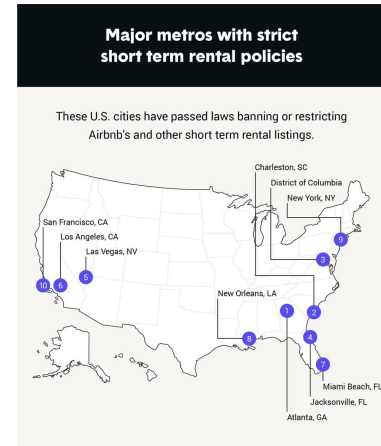 Major metros with strict
short term rental policies
These U.S. cities have passed laws banning or restricting
Airbnb's and other short term rental listings.
Charleston, SC
District of Columbia
New York, NY
San Francisco, CA
Los Angeles, CA
Las Vegas, NV
9
3
10
6
5
New Orleans, LA
1
2
8
4
7
Miami Beach, FL
Jacksonville, FL
Atlanta, GA